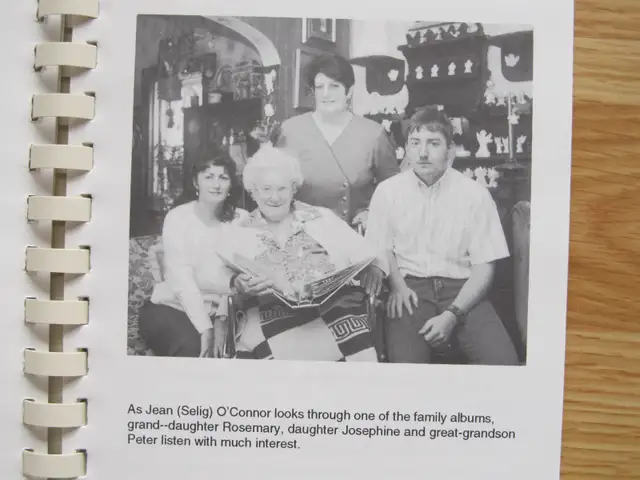 As Jean (Selig) O'Connor looks through one of the family albums,
grand--daughter Rosemary, daughter Josephine and great-grandson
Peter listen with much interest.